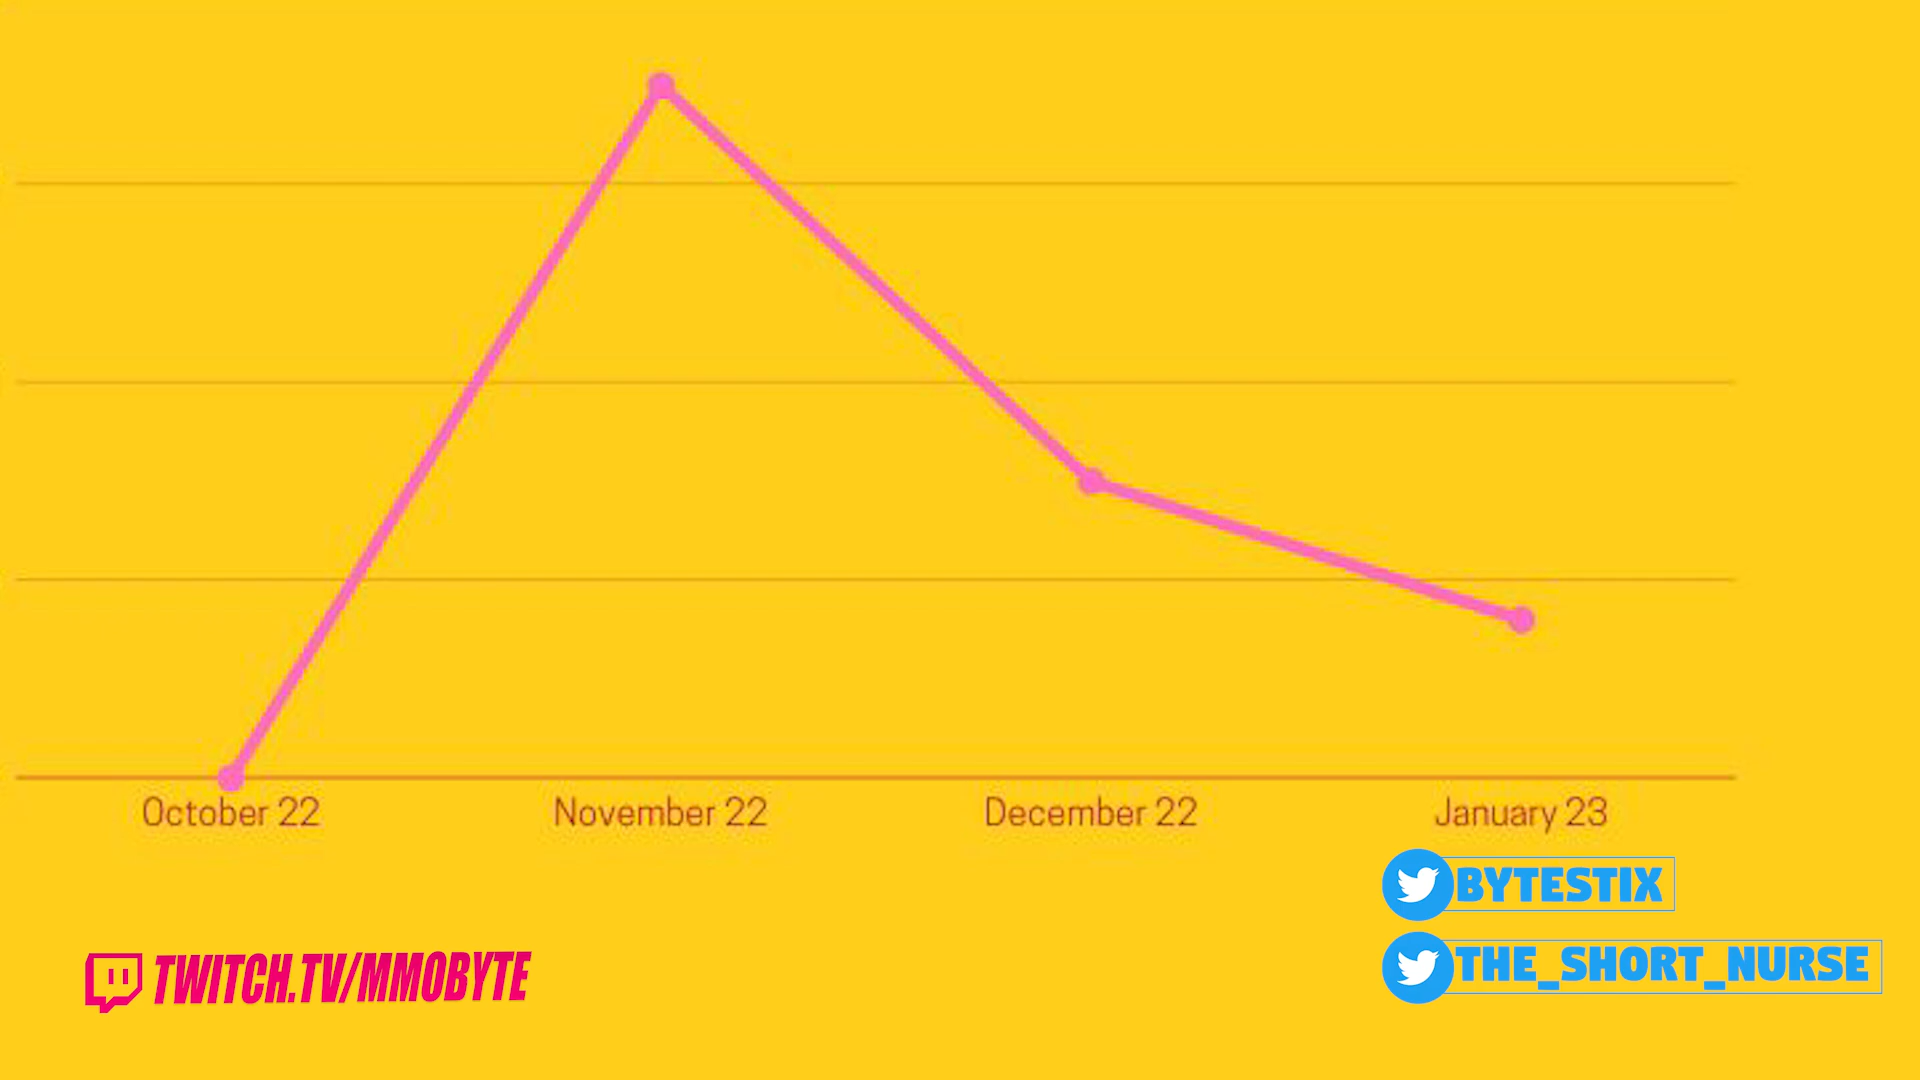 October 22
November 22
December 22
January 23
BYTESTIX
TWITCH.TV/MMOBYTE
THE_SHORT_NURSE